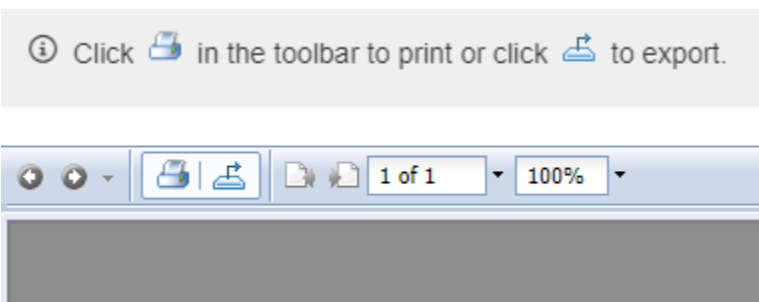 Click in the toolbar to print or click to export.
1 of 1 100%